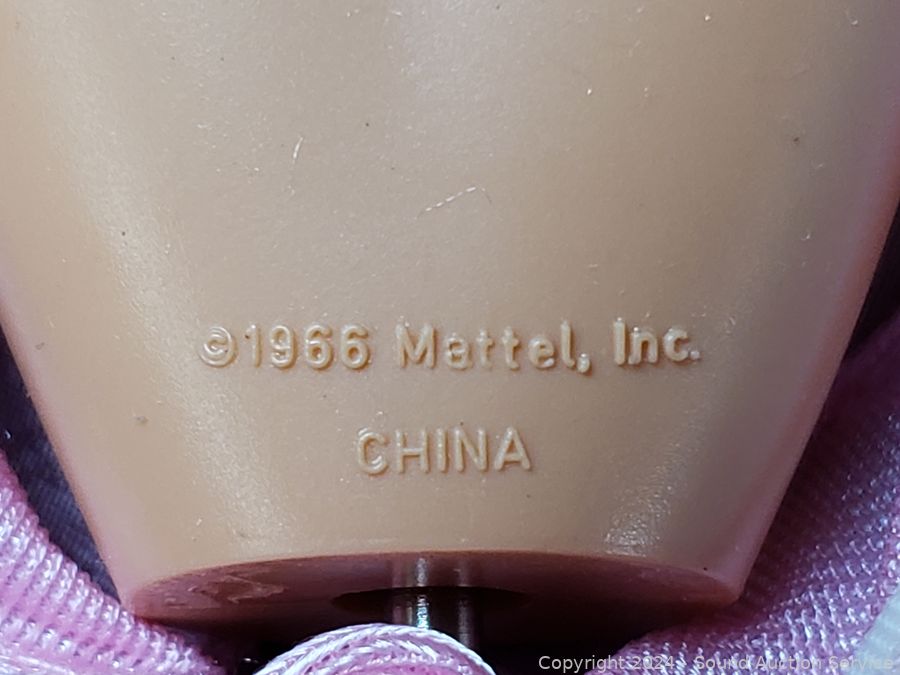 ©1966 Mattel, Inc.
CHINA
Copyright 2024 - Sound Auction Service